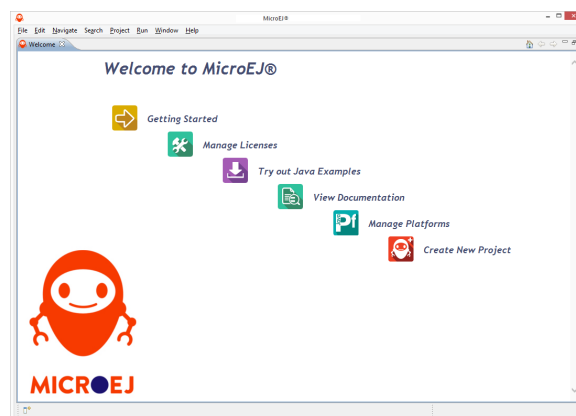 MicroEJ®
File Edit Navigate Search Project Run Window Help
Welcome
Welcome to MicroEJ®
Getting Started
Manage Licenses
Try out Java Examples
View Documentation
Pf Manage Platforms
Create New Project
MICROEJ